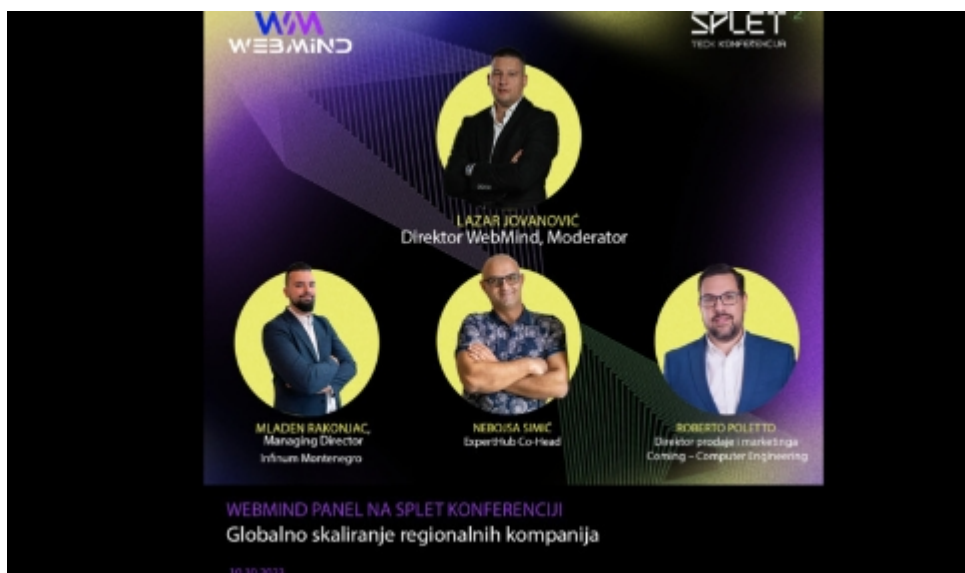 WEBMiND
SPLET
TECH KONFERENCIJA
LAZAR JOVANOVIĆ
Direktor WebMind, Moderator
MLADEN RAKONJAC,
Managing Director
Infinum Montenegro
NEBOJSA SIMIĆ
ExpertHub Co-Head
ROBERTO POLETTO
Direktor prodaje i marketinga
Coming – Computer Engineering
WEBMIND PANEL NA SPLET KONFERENCIJI
Globalno skaliranje regionalnih kompanija